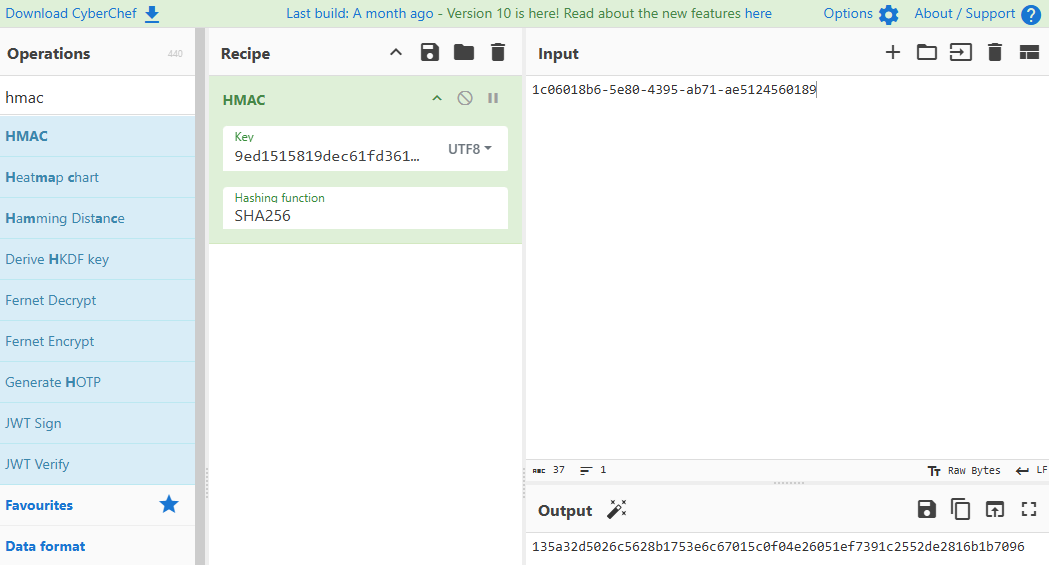 Download CyberChef
Last build: A month ago - Version 10 is here! Read about the new features here
Options
About / Support
Operations
440
hmac
HMAC
Heatmap chart
Hamming Distance
Derive HKDF key
Fernet Decrypt
Fernet Encrypt
Generate HOTP
JWT Sign
JWT Verify
Favourites
Data format
Recipe
HMAC
Key
9ed1515819dec61fd361...
UTF8
Hashing function
SHA256
Input
1c06018b6-5e80-4395-ab71-ae5124560189
ABC 37
1
Tт Raw Bytes
LF
Output
135a32d5026c5628b1753e6c67015c0f04e26051ef7391c2552de2816b1b7096